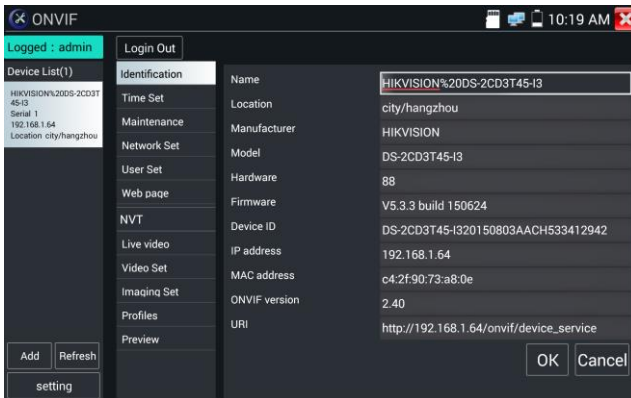 ONVIF
10:19 AM
Logged : admin
Login Out
Device List(1)
HIKVISION%20DS-2CD3T
45-I3
Serial 1
192.168.1.64
Location city/hangzhou
Identification
Time Set
Maintenance
Network Set
User Set
Web page
NVT
Live video
Video Set
Imaging Set
Profiles
Preview
Name
HIKVISION%20DS-2CD3T45-I3
Location
city/hangzhou
Manufacturer
HIKVISION
Model
DS-2CD3T45-I3
Hardware
88
Firmware
V5.3.3 build 150624
Device ID
DS-2CD3T45-I320150803AACH533412942
IP address
192.168.1.64
MAC address
c4:2f:90:73:a8:0e
ONVIF version
2.40
URI
http://192.168.1.64/onvif/device_service
Add
Refresh
setting
OK
Cancel